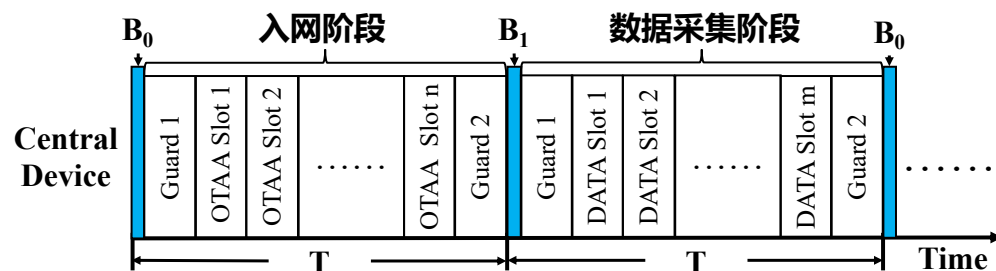 B₀ 入网阶段 B₁ 数据采集阶段 B₀
Central
Device
Guard 1
OTAA Slot 1
OTAA Slot 2
······
OTAA Slot n
Guard 2
Guard 1
DATA Slot 1
DATA Slot 2
······
DATA Slot m
Guard 2
······
T T Time